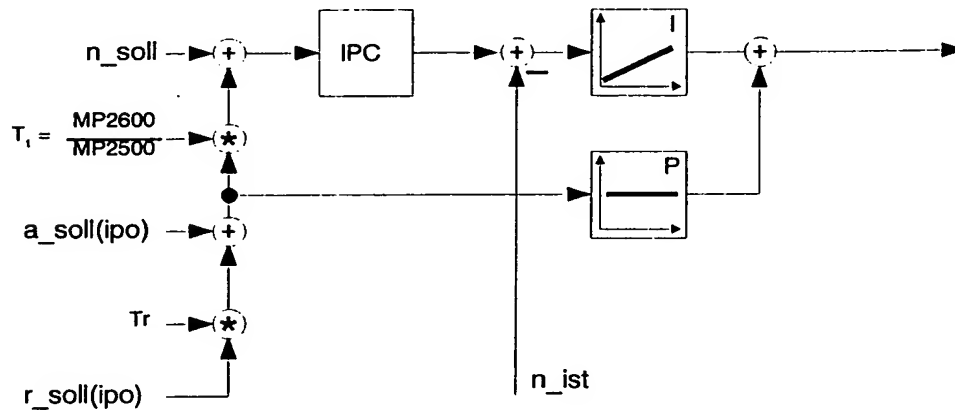 n_soll
+
IPC
+
−
I
+
T₁ = MP2600
MP2500
*
P
a_soll(ipo)
+
Tr
*
r_soll(ipo)
n_ist